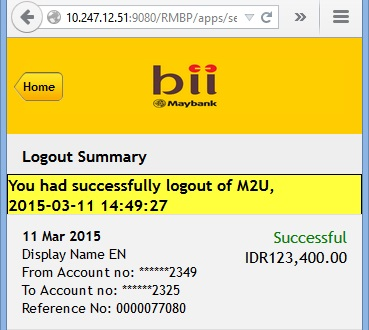 10.247.12.51:9080/RMBP/apps/se
Home
bii
Maybank
Logout Summary
You had successfully logout of M2U,
2015-03-11 14:49:27
11 Mar 2015 Successful
Display Name EN IDR123,400.00
From Account no: ******2349
To Account no: ******2325
Reference No: 0000077080